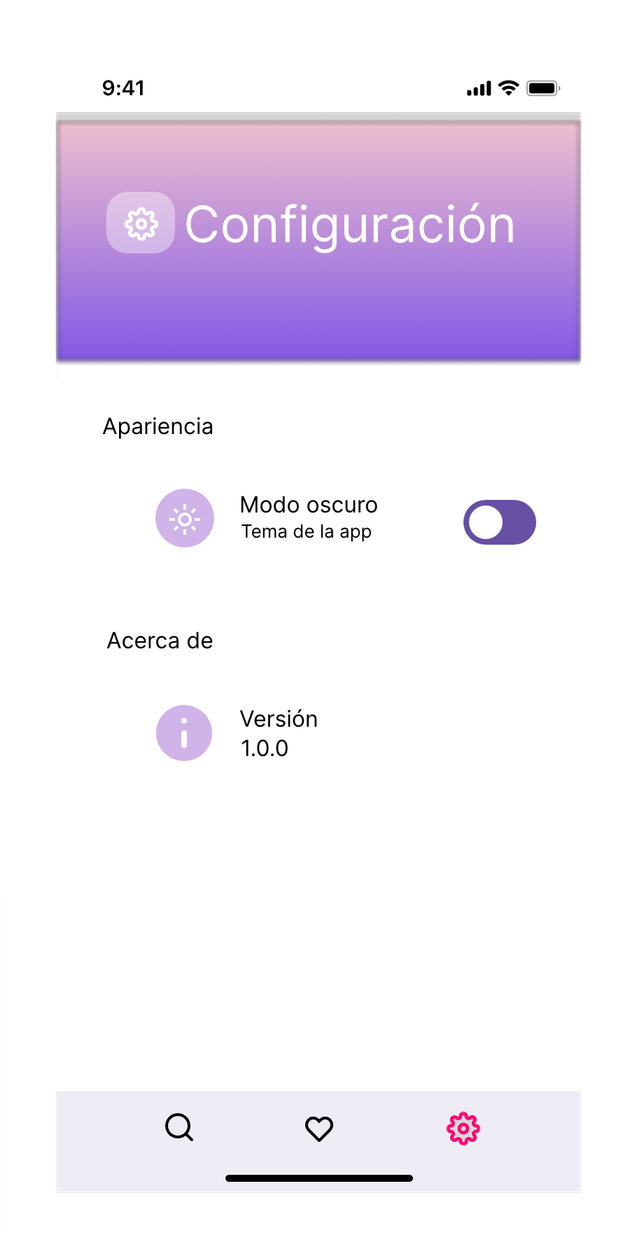 9:41
Configuración
Apariencia
Modo oscuro
Tema de la app
Acerca de
Versión
1.0.0